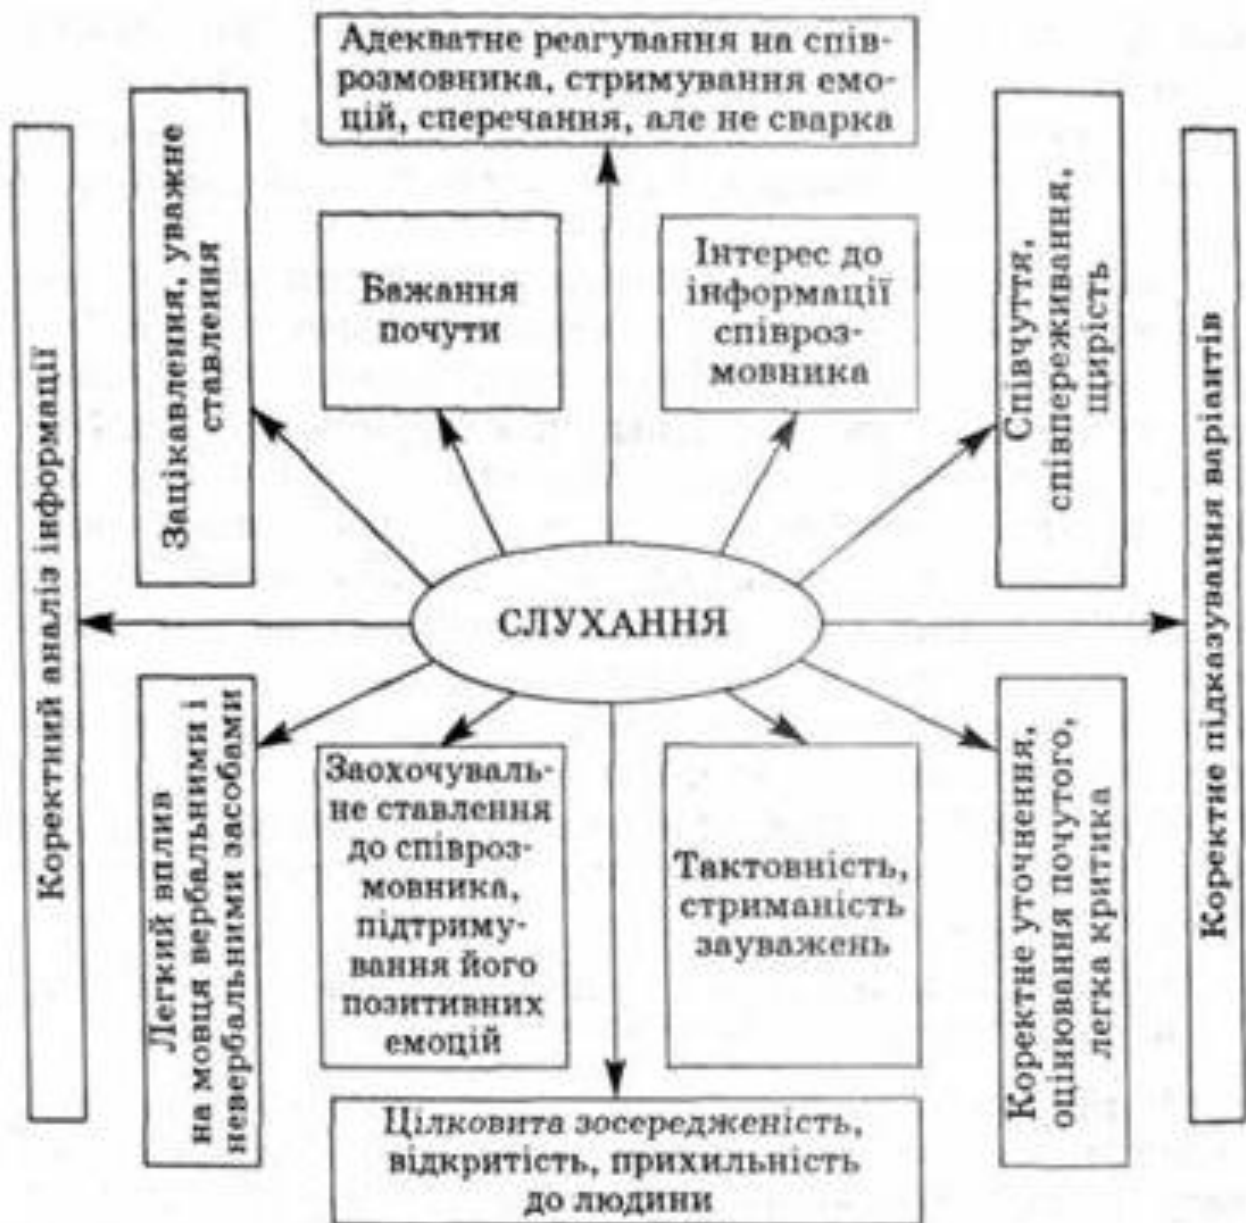 Адекватне реагування на спів-
розмовника, стримування емо-
цій, сперечання, але не сварка
Коректний аналіз інформації
Зацікавлення, уважне
ставлення
Бажання
почути
Інтерес до
інформації
співроз-
мовника
Співчуття,
співпереживання,
щирість
Коректне підказування варіантів
СЛУХАННЯ
Легкий вплив
на мовця вербальними і
невербальними засобами
Заохочуваль-
не ставлення
до співроз-
мовника,
підтриму-
вання його
позитивних
емоцій
Тактовність,
стриманість
зауважень
Коректне уточнення,
оцінювання почутого,
легка критика
Цілковита зосередженість,
відкритість, прихильність
до людини